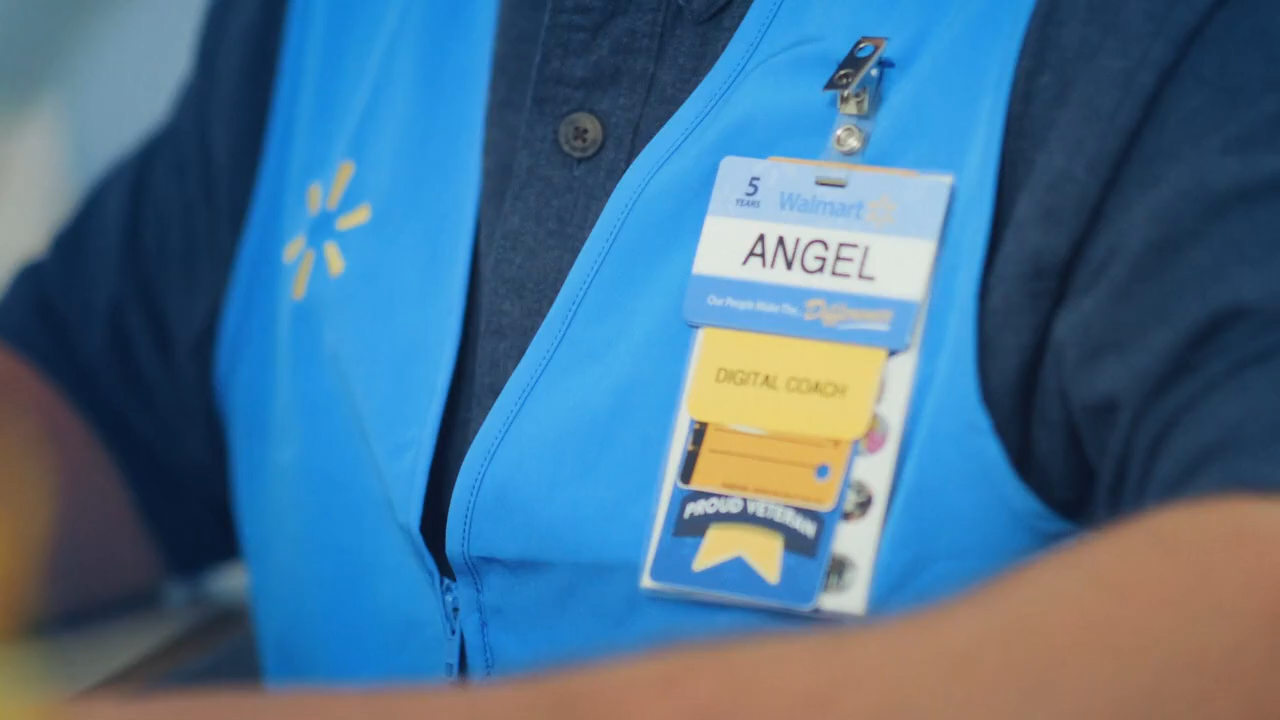 5
YEARS
Walmart
ANGEL
Our People Make The... Difference
DIGITAL COACH
PROUD VETERAN